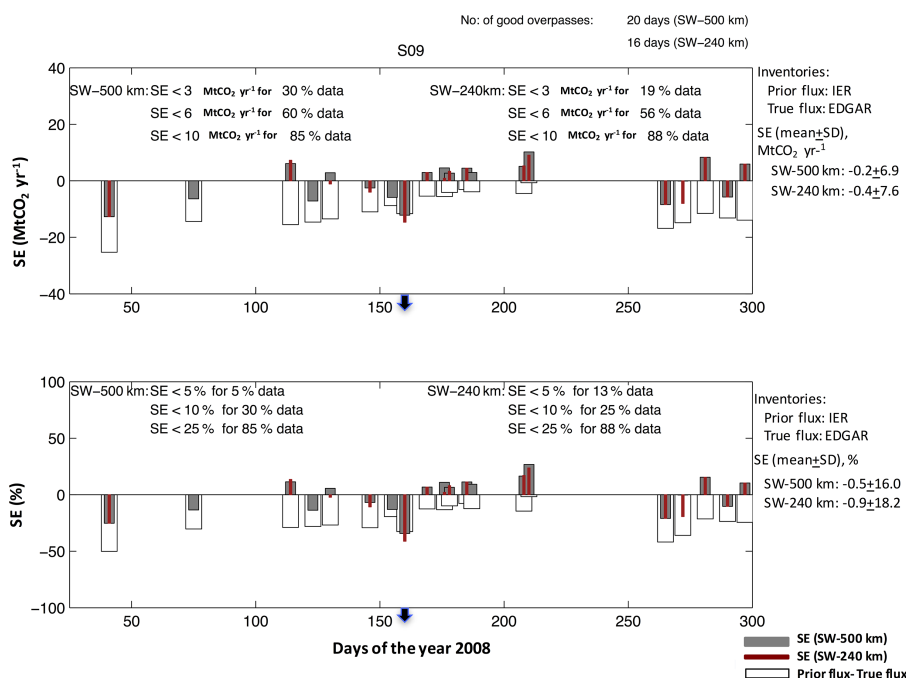 No: of good overpasses: 20 days (SW−500 km)
16 days (SW−240 km)
S09
Inventories:
Prior flux: IER
True flux: EDGAR
SE (mean±SD),
MtCO₂ yr-¹
SW-500 km: -0.2±6.9
SW-240 km: -0.4±7.6
SW−500 km: SE < 3 MtCO₂ yr-¹ for 30 % data
SE < 6 MtCO₂ yr-¹ for 60 % data
SE < 10 MtCO₂ yr-¹ for 85 % data
SW−240km: SE < 3 MtCO₂ yr-¹ for 19 % data
SE < 6 MtCO₂ yr-¹ for 56 % data
SE < 10 MtCO₂ yr-¹ for 88 % data
SE (MtCO₂ yr-¹)
40
20
0
−20
−40
50 100 150 200 250 300
SW−500 km: SE < 5 % for 5 % data
SE < 10 % for 30 % data
SE < 25 % for 85 % data
SW−240km: SE < 5 % for 13 % data
SE < 10 % for 25 % data
SE < 25 % for 88 % data
Inventories:
Prior flux: IER
True flux: EDGAR
SE (mean±SD), %
SW-500 km: -0.5±16.0
SW-240 km: -0.9±18.2
SE (%)
100
50
0
−50
−100
50 100 150 200 250 300
Days of the year 2008
SE (SW-500 km)
SE (SW-240 km)
Prior flux- True flux